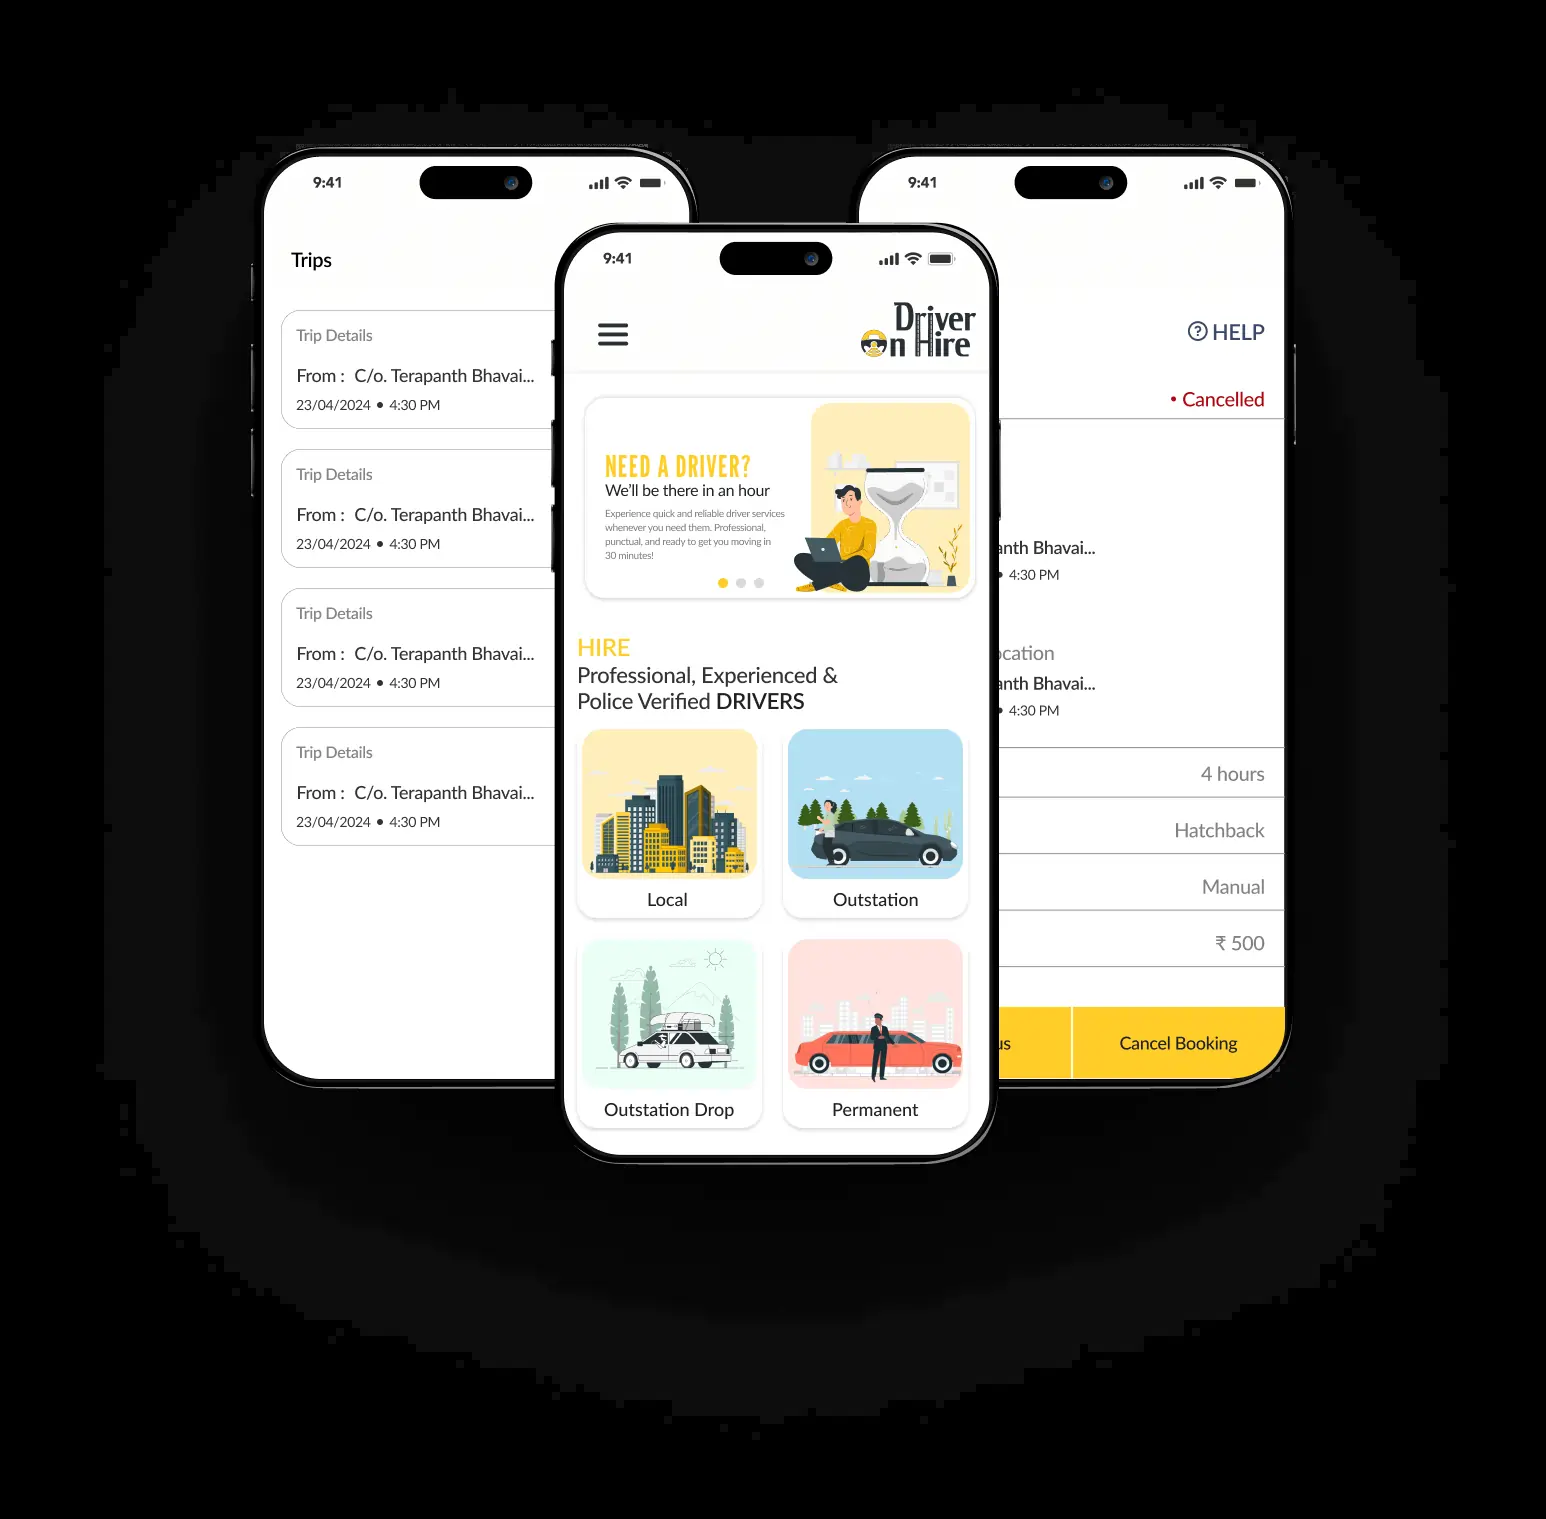 9:41
Trips
Trip Details
From : C/o. Terapanth Bhavai...
23/04/2024 • 4:30 PM
Trip Details
From : C/o. Terapanth Bhavai...
23/04/2024 • 4:30 PM
Trip Details
From : C/o. Terapanth Bhavai...
23/04/2024 • 4:30 PM
Trip Details
From : C/o. Terapanth Bhavai...
23/04/2024 • 4:30 PM
9:41
Driver
On Hire
NEED A DRIVER?
We'll be there in an hour
Experience quick and reliable driver services
whenever you need them. Professional,
punctual, and ready to get you moving in
30 minutes!
HIRE
Professional, Experienced &
Police Verified DRIVERS
Local
Outstation
Outstation Drop
Permanent
9:41
HELP
• Cancelled
anth Bhavai...
• 4:30 PM
ocation
anth Bhavai...
• 4:30 PM
4 hours
Hatchback
Manual
₹ 500
us
Cancel Booking